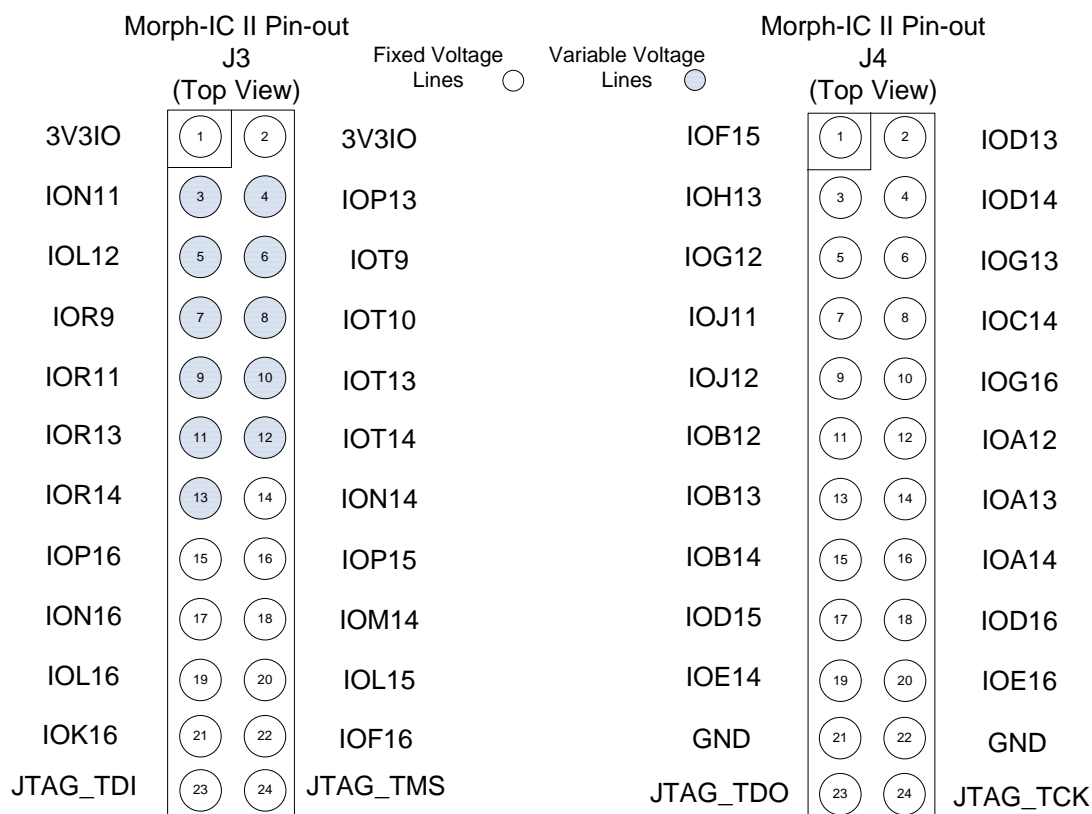 Morph-IC II Pin-out
J3
(Top View)
Fixed Voltage
Lines
Variable Voltage
Lines
Morph-IC II Pin-out
J4
(Top View)
3V3IO 1 2 3V3IO
ION11 3 4 IOP13
IOL12 5 6 IOT9
IOR9 7 8 IOT10
IOR11 9 10 IOT13
IOR13 11 12 IOT14
IOR14 13 14 ION14
IOP16 15 16 IOP15
ION16 17 18 IOM14
IOL16 19 20 IOL15
IOK16 21 22 IOF16
JTAG_TDI 23 24 JTAG_TMS
IOF15 1 2 IOD13
IOH13 3 4 IOD14
IOG12 5 6 IOG13
IOJ11 7 8 IOC14
IOJ12 9 10 IOG16
IOB12 11 12 IOA12
IOB13 13 14 IOA13
IOB14 15 16 IOA14
IOD15 17 18 IOD16
IOE14 19 20 IOE16
GND 21 22 GND
JTAG_TDO 23 24 JTAG_TCK